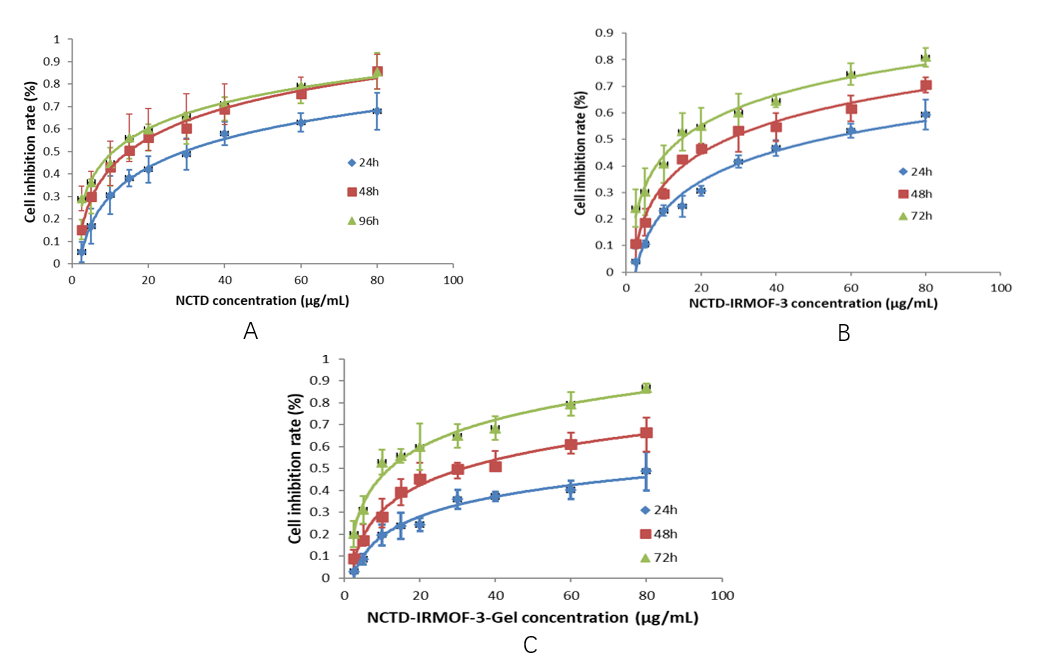 1
0.9
0.8
0.7
0.6
0.5
0.4
0.3
0.2
0.1
0
0 20 40 60 80 100
Cell inhibition rate (%)
NCTD concentration (μg/mL)
24h
48h
96h
A
0.9
0.8
0.7
0.6
0.5
0.4
0.3
0.2
0.1
0
0 20 40 60 80 100
Cell inhibition rate (%)
NCTD-IRMOF-3 concentration (μg/mL)
24h
48h
72h
B
1
0.9
0.8
0.7
0.6
0.5
0.4
0.3
0.2
0.1
0
0 20 40 60 80 100
Cell inhibition rate (%)
NCTD-IRMOF-3-Gel concentration (μg/mL)
24h
48h
72h
C